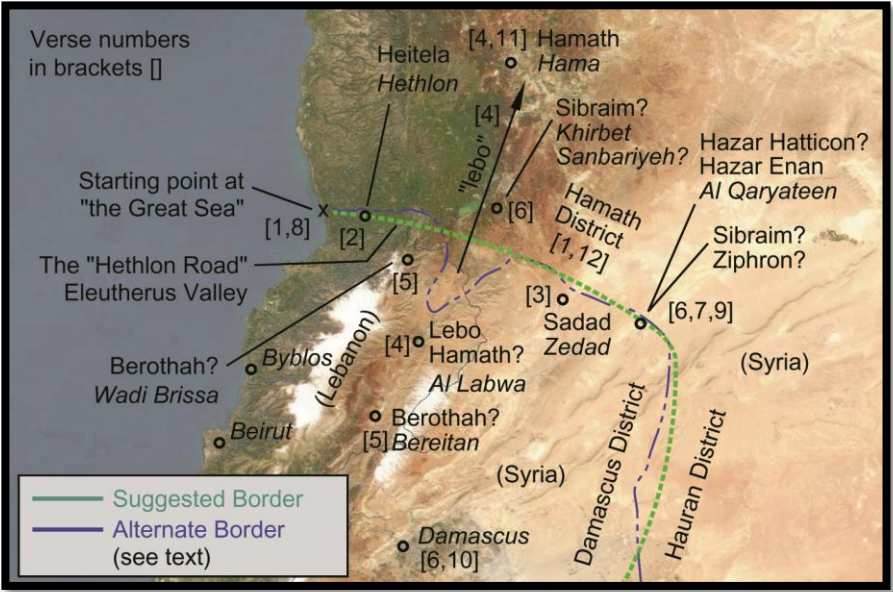 Verse numbers
in brackets []
Heitela
Hethlon
[4,11]
Hamath
Hama
[4]
"lebo"
Sibraim?
Khirbet
Sanbariyeh?
Hazar Hatticon?
Hazar Enan
Al Qaryateen
Starting point at
"the Great Sea"
[1,8]
[2]
[6]
Hamath
District
[1,12]
Sibraim?
Ziphron?
The "Hethlon Road"
Eleutherus Valley
[5]
[3]
Sadad
Zedad
[6,7,9]
Berothah?
Wadi Brissa
Byblos
(Lebanon)
[4]
Lebo
Hamath?
Al Labwa
(Syria)
Beirut
Berothah?
[5] Bereitan
(Syria)
Damascus District
Hauran District
Suggested Border
Alternate Border
(see text)
Damascus
[6,10]